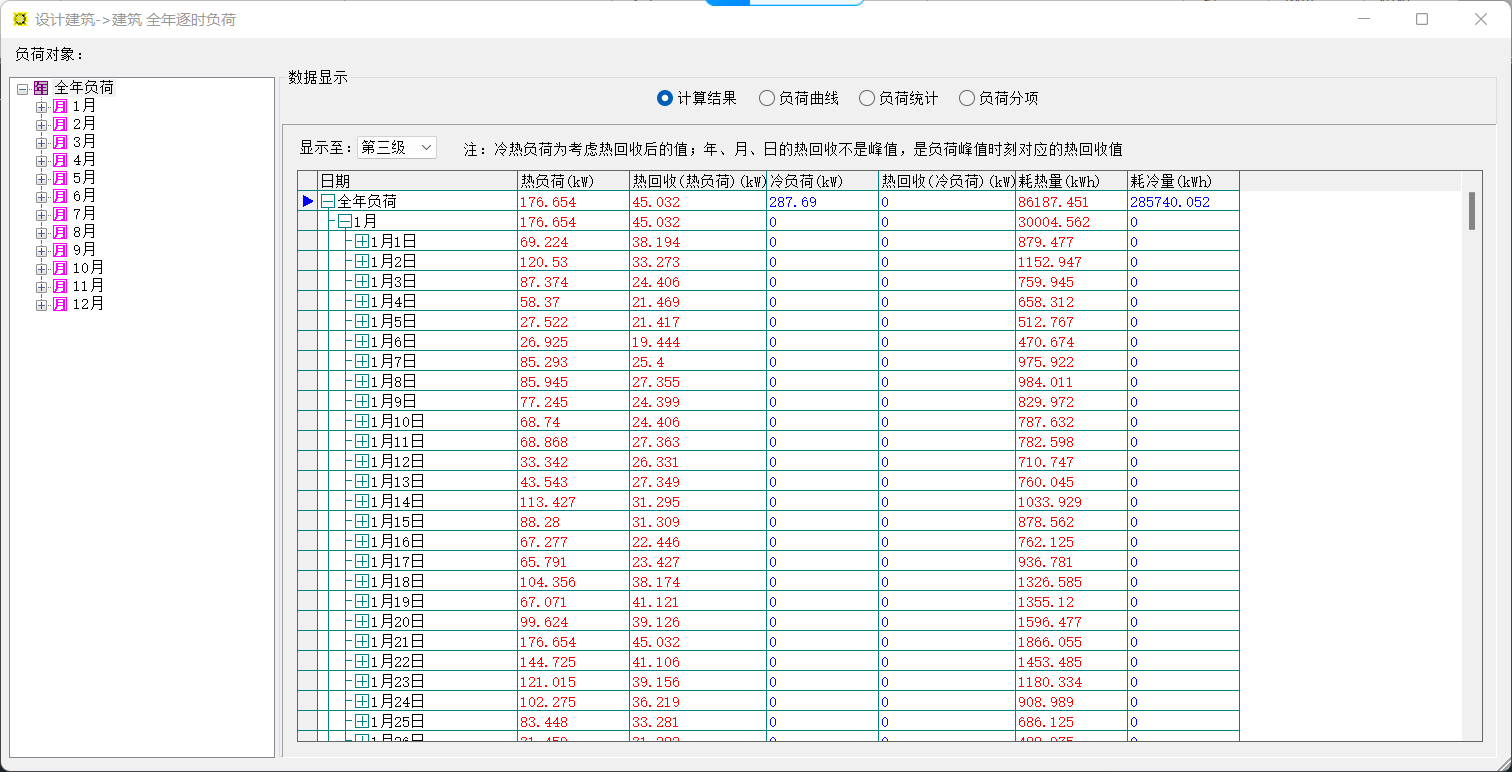 设计建筑->建筑 全年逐时负荷
负荷对象：
年 全年负荷
月 1月
月 2月
月 3月
月 4月
月 5月
月 6月
月 7月
月 8月
月 9月
月 10月
月 11月
月 12月
数据显示
计算结果 负荷曲线 负荷统计 负荷分项
显示至： 第三级 注：冷热负荷为考虑热回收后的值；年、月、日的热回收不是峰值，是负荷峰值时刻对应的热回收值
日期 热负荷(kW) 热回收(热负荷)(kW) 冷负荷(kW) 热回收(冷负荷)(kW) 耗热量(kWh) 耗冷量(kWh)
全年负荷 176.654 45.032 287.69 0 86187.451 285740.052
1月 176.654 45.032 0 0 30004.562 0
1月1日 69.224 38.194 0 0 879.477 0
1月2日 120.53 33.273 0 0 1152.947 0
1月3日 87.374 24.406 0 0 759.945 0
1月4日 58.37 21.469 0 0 658.312 0
1月5日 27.522 21.417 0 0 512.767 0
1月6日 26.925 19.444 0 0 470.674 0
1月7日 85.293 25.4 0 0 975.922 0
1月8日 85.945 27.355 0 0 984.011 0
1月9日 77.245 24.399 0 0 829.972 0
1月10日 68.74 24.406 0 0 787.632 0
1月11日 68.868 27.363 0 0 782.598 0
1月12日 33.342 26.331 0 0 710.747 0
1月13日 43.543 27.349 0 0 760.045 0
1月14日 113.427 31.295 0 0 1033.929 0
1月15日 88.28 31.309 0 0 878.562 0
1月16日 67.277 22.446 0 0 762.125 0
1月17日 65.791 23.427 0 0 936.781 0
1月18日 104.356 38.174 0 0 1326.585 0
1月19日 67.071 41.121 0 0 1355.12 0
1月20日 99.624 39.126 0 0 1596.477 0
1月21日 176.654 45.032 0 0 1866.055 0
1月22日 144.725 41.106 0 0 1453.485 0
1月23日 121.015 39.156 0 0 1180.334 0
1月24日 102.275 36.219 0 0 908.989 0
1月25日 83.448 33.281 0 0 686.125 0
1月26日